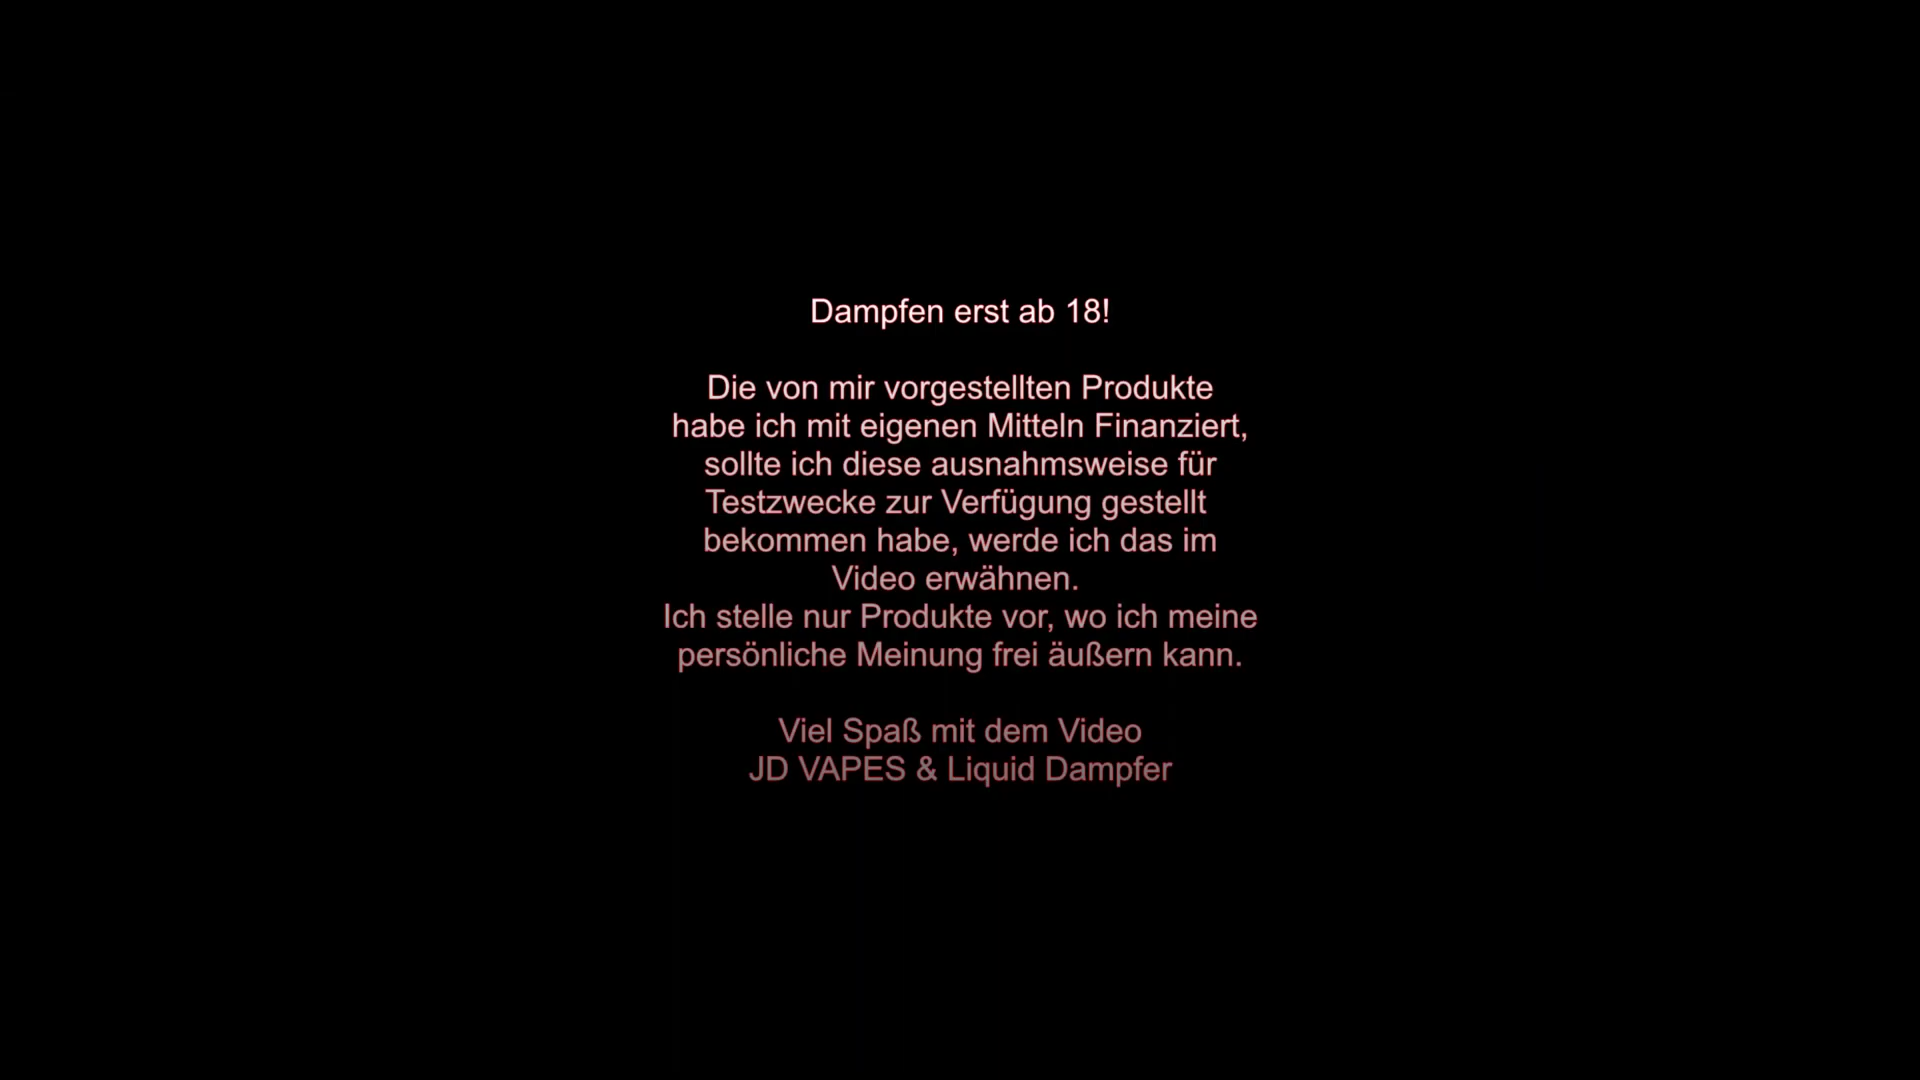 Dampfen erst ab 18!
Die von mir vorgestellten Produkte
habe ich mit eigenen Mitteln Finanziert,
sollte ich diese ausnahmsweise für
Testzwecke zur Verfügung gestellt
bekommen habe, werde ich das im
Video erwähnen.
Ich stelle nur Produkte vor, wo ich meine
persönliche Meinung frei äußern kann.
Viel Spaß mit dem Video
JD VAPES & Liquid Dampfer